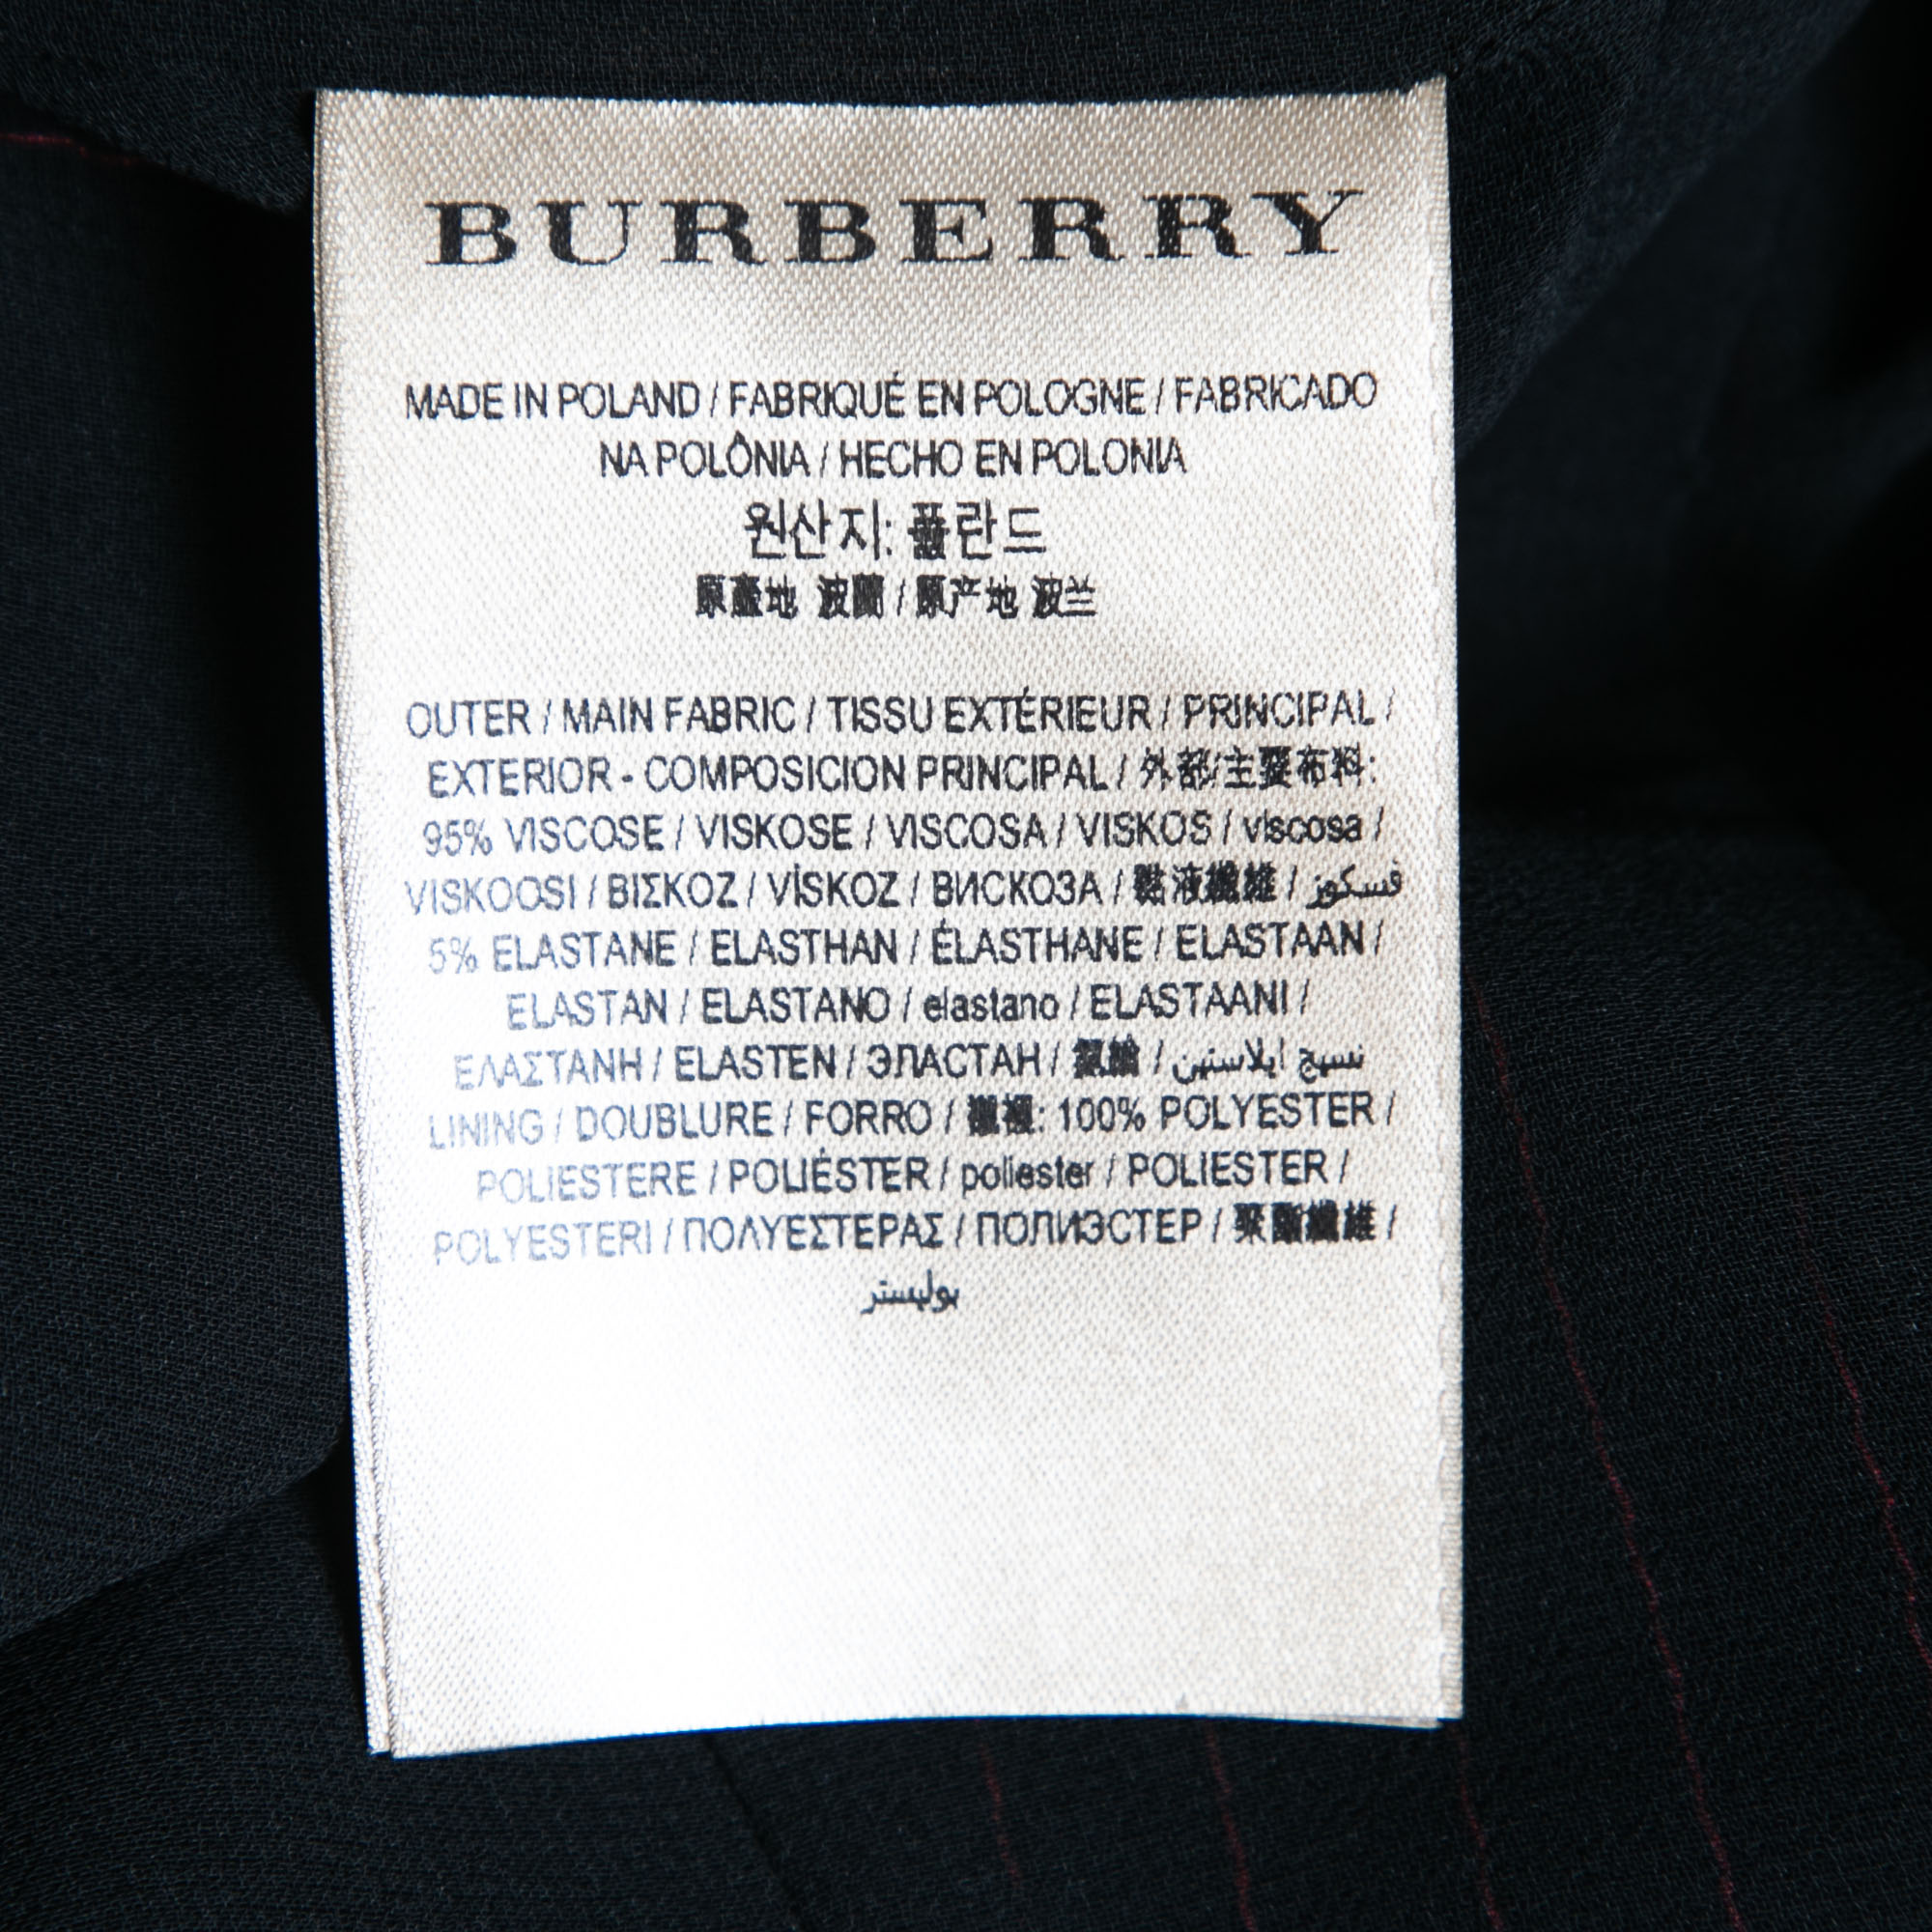 BURBERRY
MADE IN POLAND / FABRIQUÉ EN POLOGNE / FABRICADO
NA POLÔNIA / HECHO EN POLONIA
원산지: 폴란드
原產地 波蘭 / 原产地 波兰
OUTER / MAIN FABRIC / TISSU EXTÉRIEUR / PRINCIPAL /
EXTERIOR - COMPOSICION PRINCIPAL / 外部/主要布料:
95% VISCOSE / VISKOSE / VISCOSA / VISKOS / viscosa /
VISKOOSI / ΒΙΣΚΟΖ / VİSKOZ / ВИСКОЗА / 黏液纖維 / فسكوز
5% ELASTANE / ELASTHAN / ÉLASTHANE / ELASTAAN /
ELASTAN / ELASTANO / elastano / ELASTAANI /
ΕΛΑΣΤΑΝΗ / ELASTEN / ЭЛАСТАН / 氨綸 / نسيج ايلاستين
LINING / DOUBLURE / FORRO / : 100% POLYESTER /
POLIESTERE / POLIÉSTER / poliester / POLIESTER /
POLYESTERI / ΠΟΛΥΕΣΤΕΡΑΣ / ПОЛИЭСТЕР / 聚酯纖維 /
بوليستر